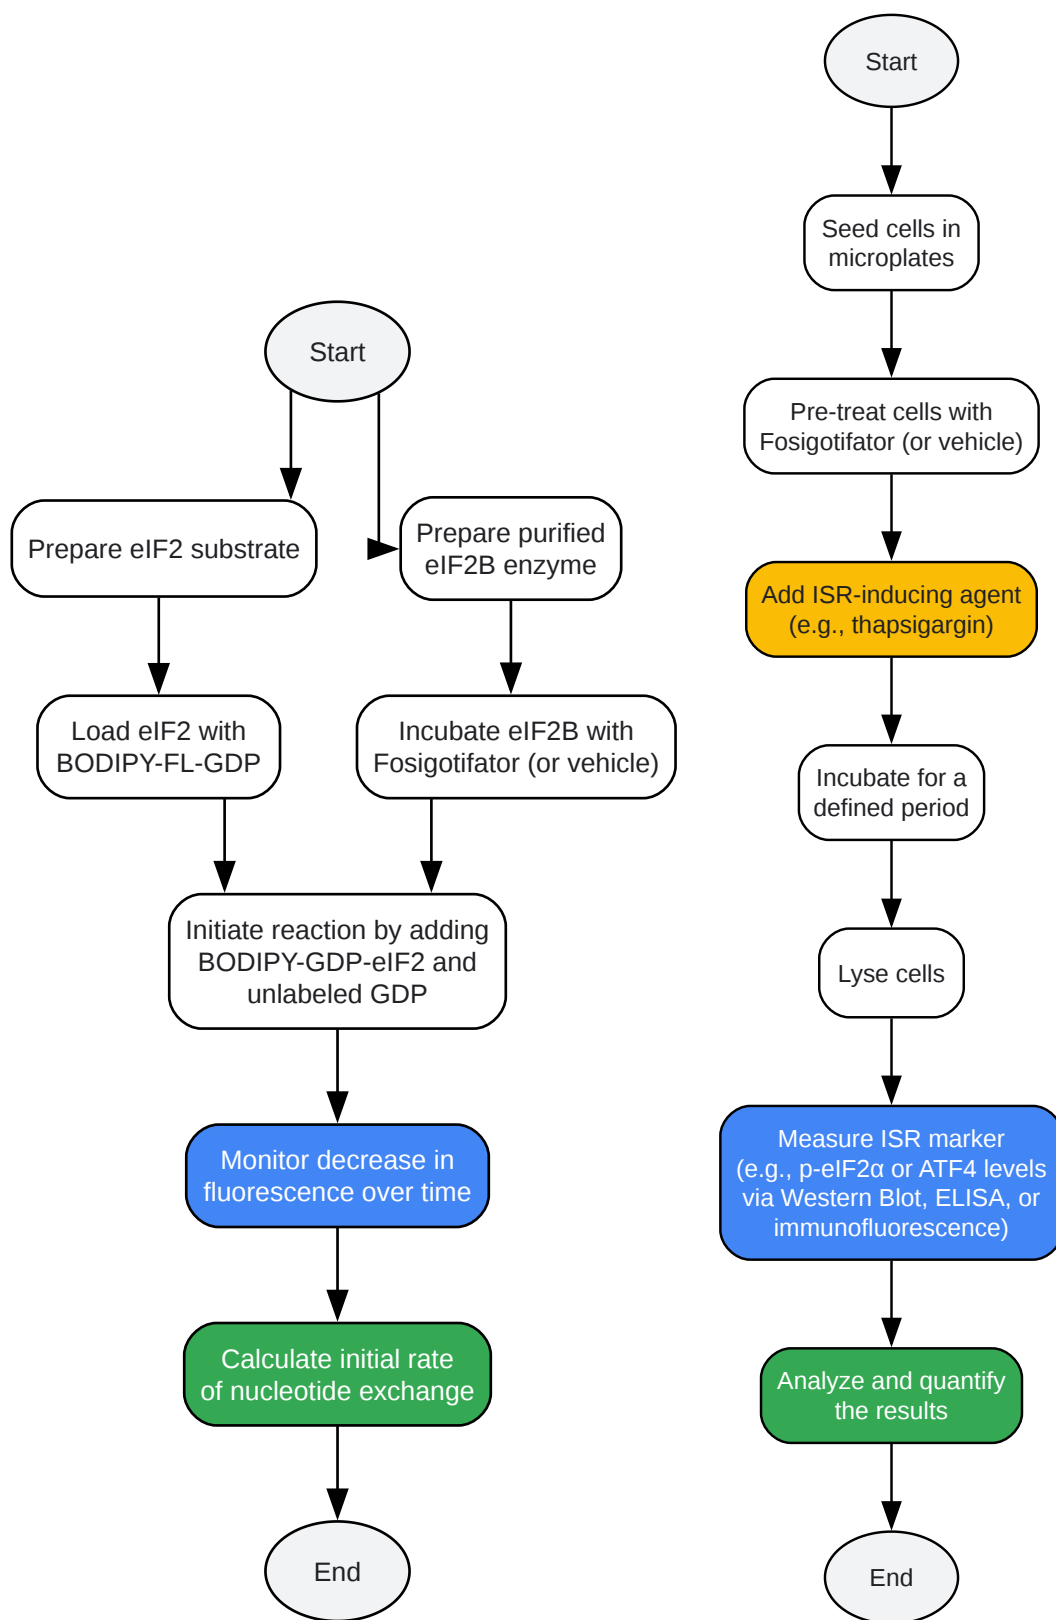 Start
Prepare eIF2 substrate
Prepare purified
eIF2B enzyme
Load eIF2 with
BODIPY-FL-GDP
Incubate eIF2B with
Fosigotifator (or vehicle)
Initiate reaction by adding
BODIPY-GDP-eIF2 and
unlabeled GDP
Monitor decrease in
fluorescence over time
Calculate initial rate
of nucleotide exchange
End
Start
Seed cells in
microplates
Pre-treat cells with
Fosigotifator (or vehicle)
Add ISR-inducing agent
(e.g., thapsigargin)
Incubate for a
defined period
Lyse cells
Measure ISR marker
(e.g., p-eIF2α or ATF4 levels
via Western Blot, ELISA, or
immunofluorescence)
Analyze and quantify
the results
End